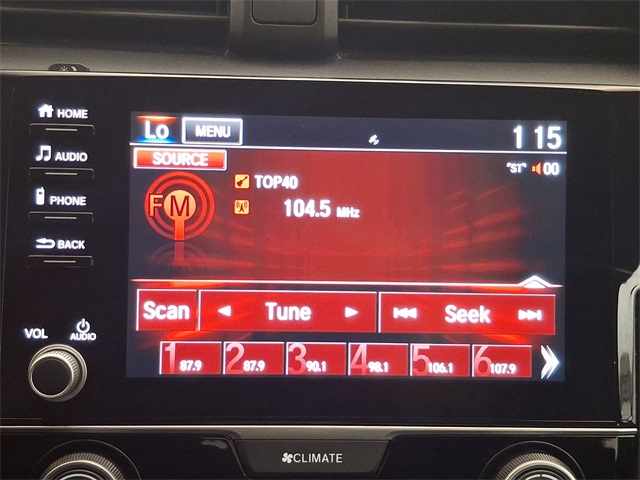 HOME
AUDIO
PHONE
BACK
VOL
AUDIO
Lo MENU 1 15
SOURCE "ST" 00
FM TOP40
104.5 MHz
Scan Tune Seek
1 87.9 2 87.9 3 90.1 4 98.1 5 106.1 6 107.9
CLIMATE